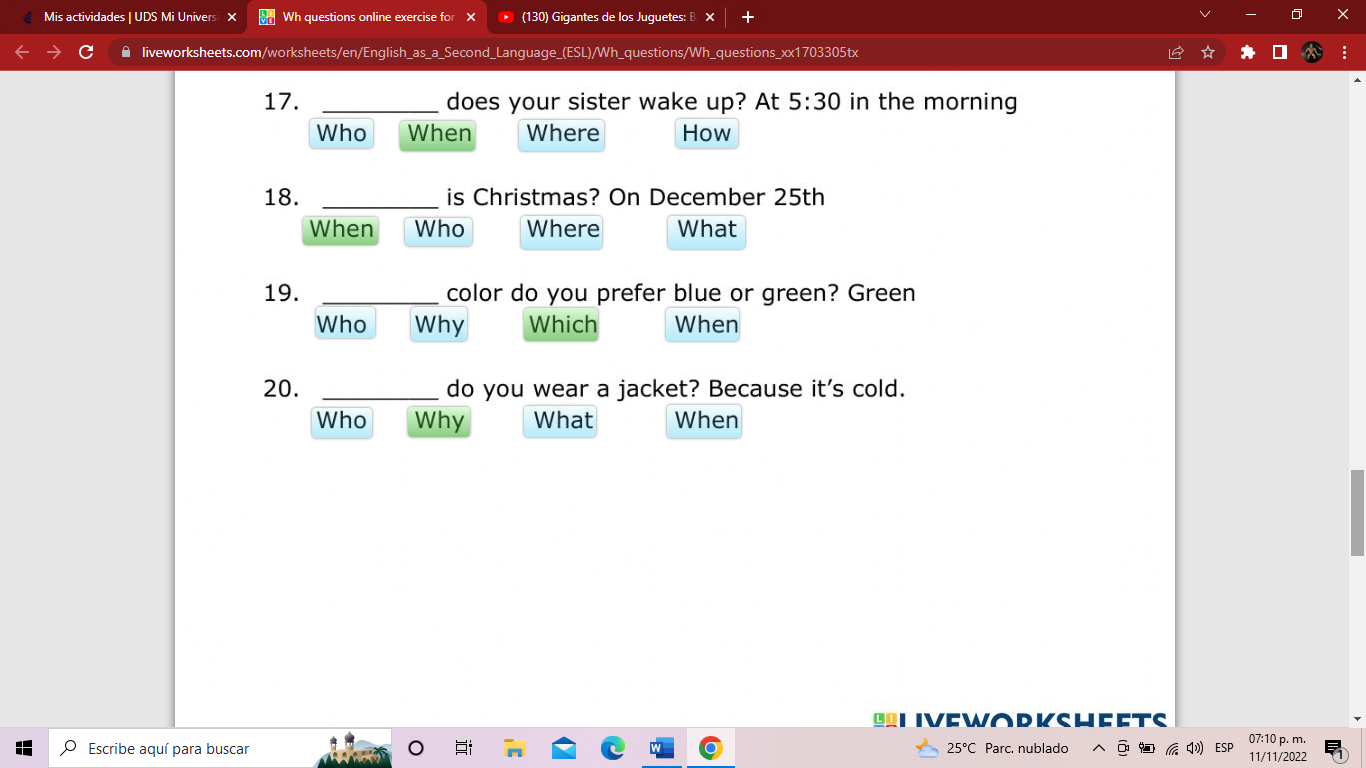 Mis actividades | UDS Mi Univers
Wh questions online exercise for
(130) Gigantes de los Juguetes: B
liveworksheets.com/worksheets/en/English_as_a_Second_Language_(ESL)/Wh_questions/Wh_questions_xx1703305tx
17. ________ does your sister wake up? At 5:30 in the morning
Who When Where How
18. ________ is Christmas? On December 25th
When Who Where What
19. ________ color do you prefer blue or green? Green
Who Why Which When
20. ________ do you wear a jacket? Because it’s cold.
Who Why What When
LIVEWORKSHEETS
Escribe aquí para buscar
25°C Parc. nublado
ESP
07:10 p. m.
11/11/2022
1